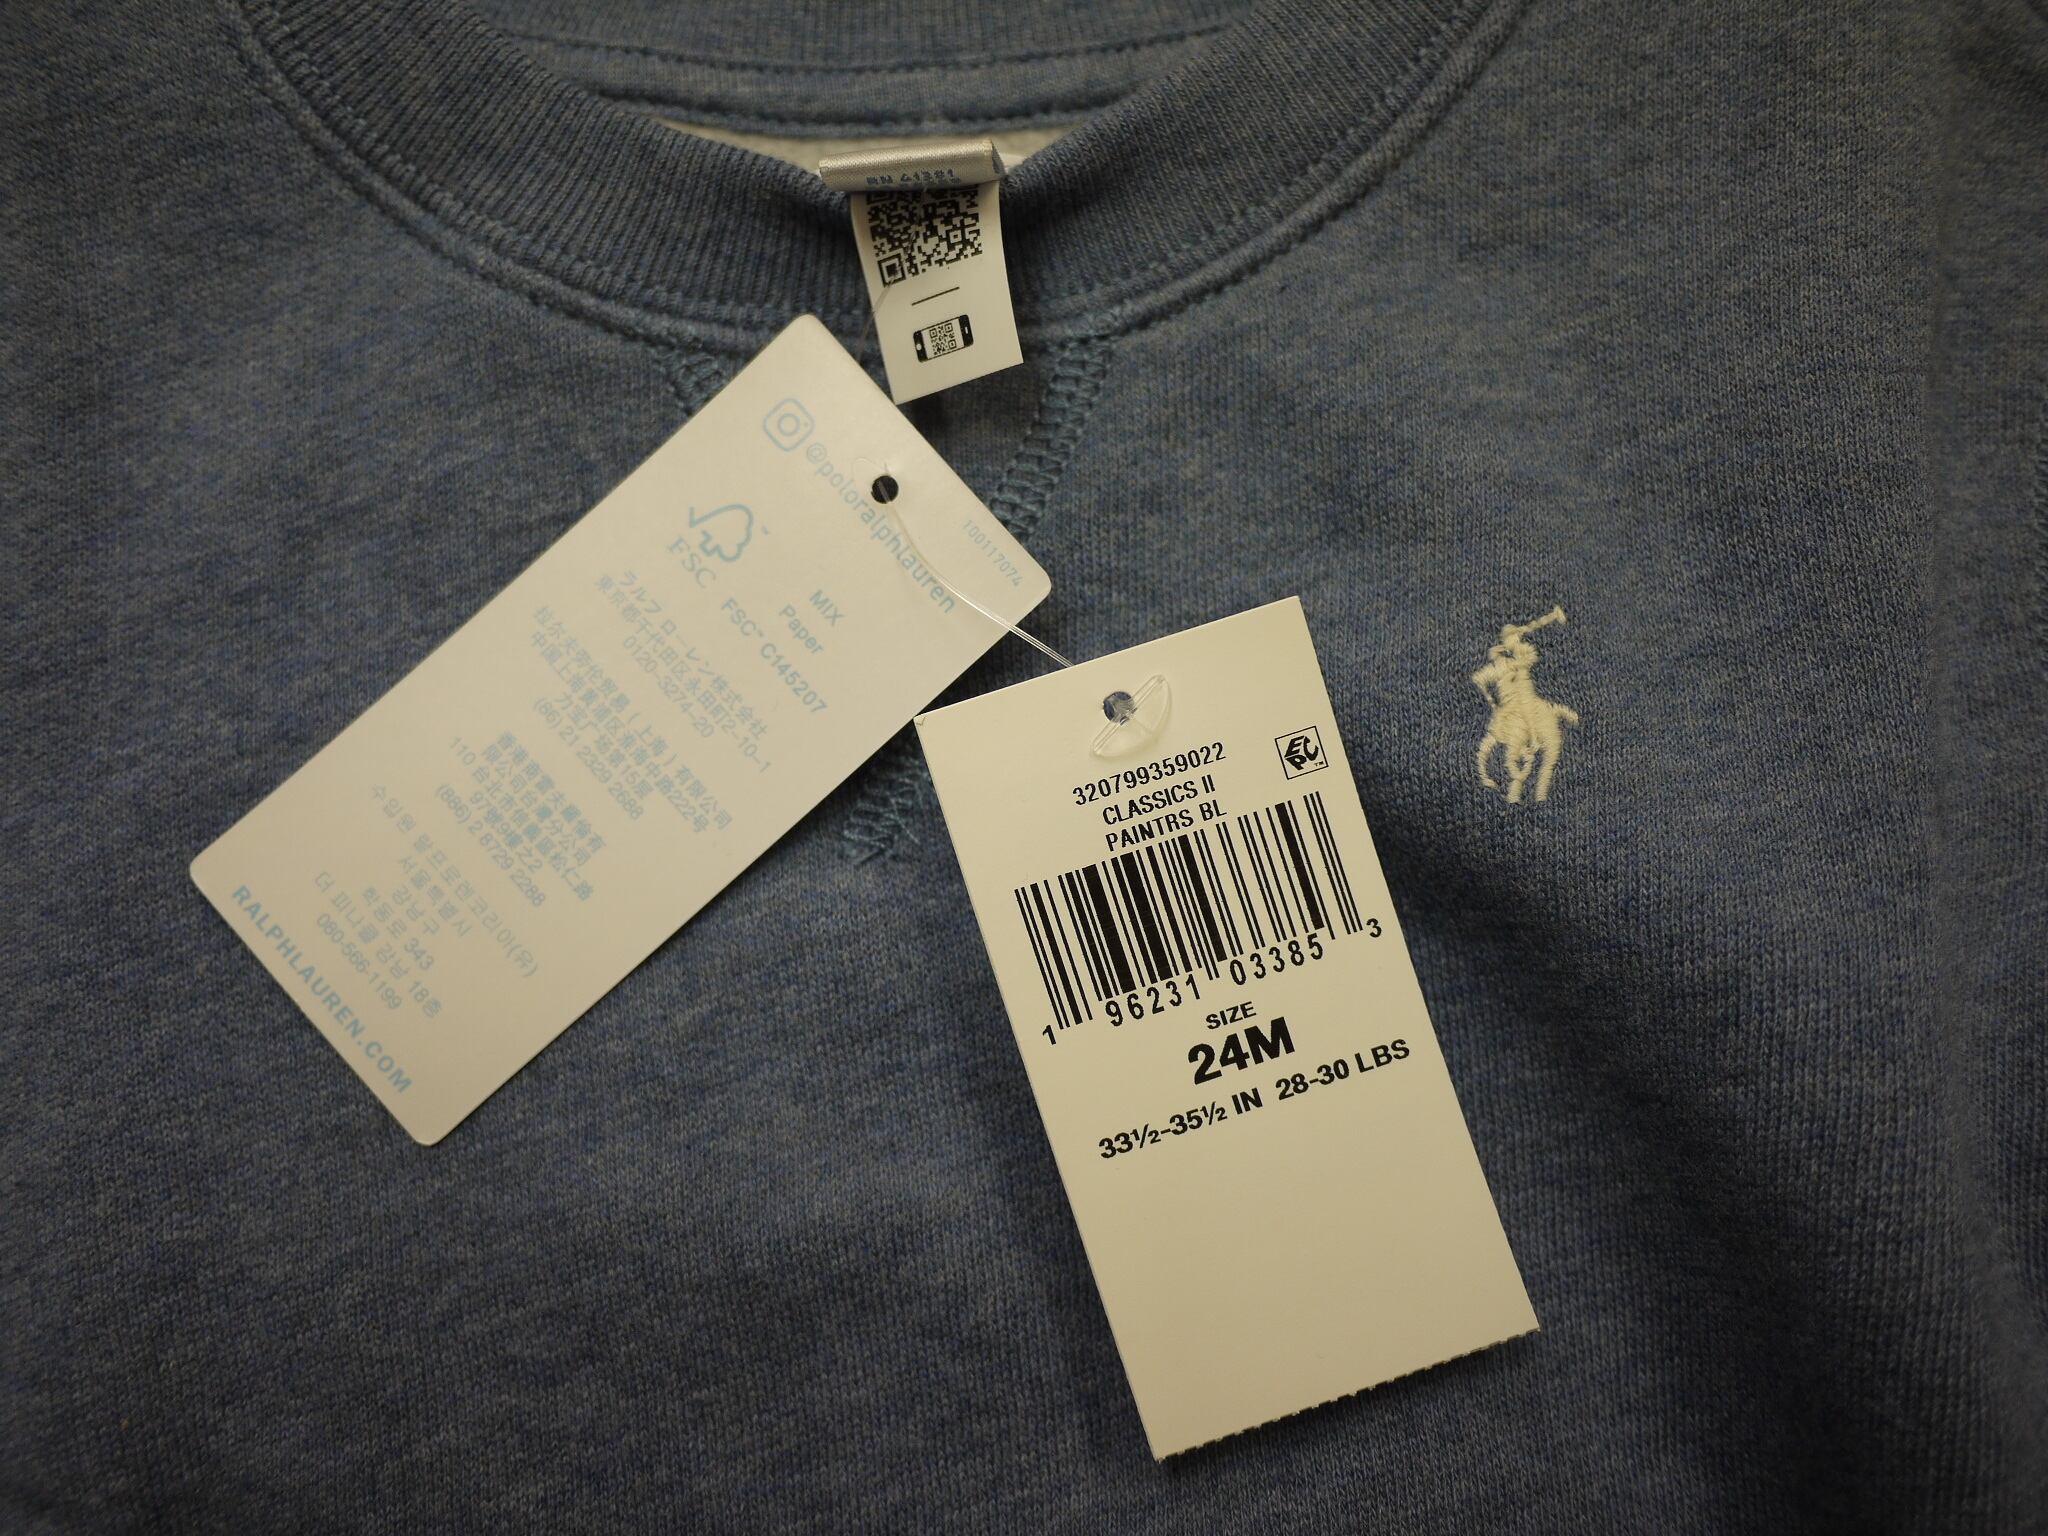 RN 41381
@poloralphlauren
100117074
FSC
MIX
Paper
FSC™ C145207
ラルフ ローレン株式会社
東京都千代田区永田町2-10-1
0120-3274-20
拉尔夫劳伦贸易(上海)有限公司
中国上海黄浦区淮海中路222号
力宝广场第15层
(86) 21 2329 2688
香港商雷夫羅倫有
限公司台灣分公司
110 台北市信義區松仁路
97號9樓之2
(886) 2 8729 2288
수입원 랄프로렌코리아(유)
서울특별시
강남구
학동로 343
더 피나클 강남 18층
080-566-1199
RALPHLAUREN.COM
320799359022
CLASSICS II
PAINTRS BL
EPC™
1 96231 03385 3
SIZE
24M
33½-35½ IN 28-30 LBS